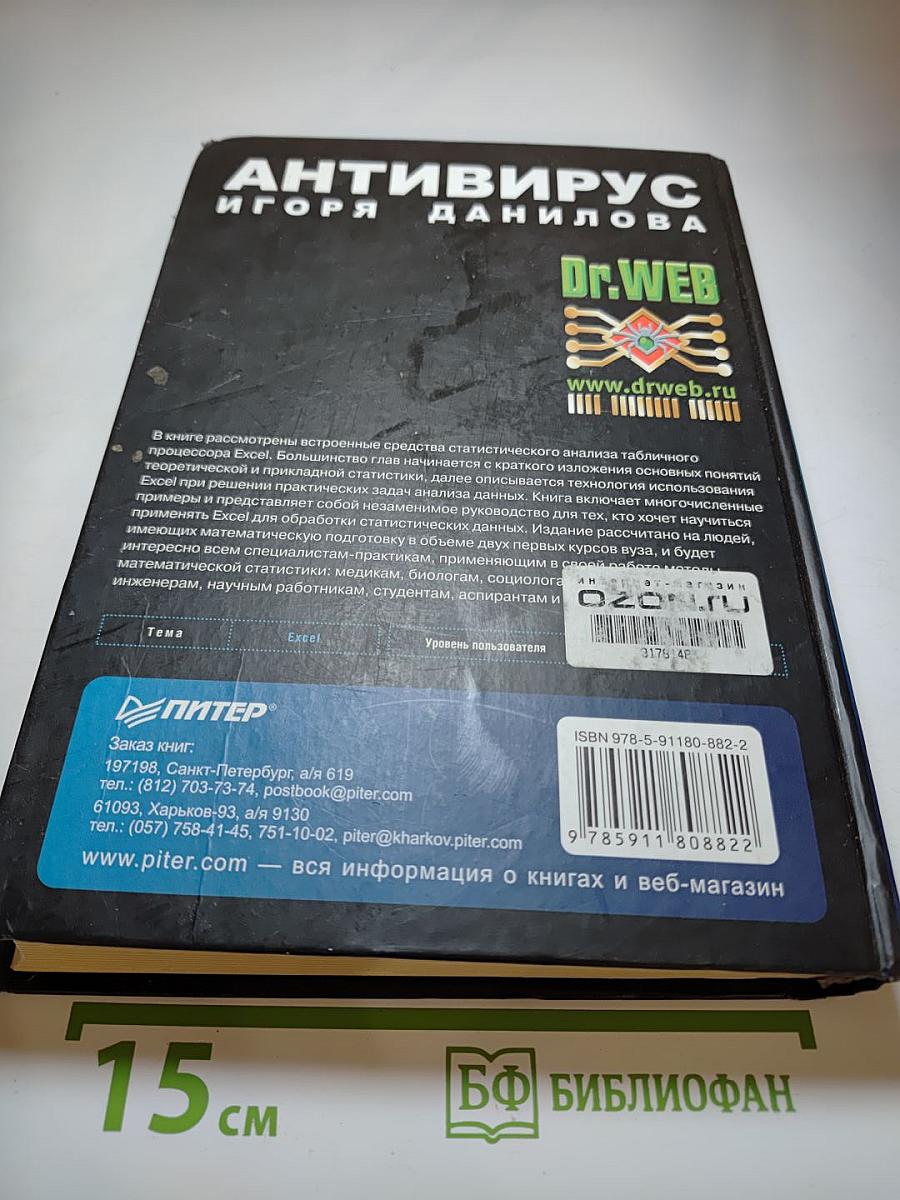 АНТИВИРУС
ИГОРЯ ДАНИЛОВА
Dr.WEB
www.drweb.ru
В книге рассмотрены встроенные средства статистического анализа табличного
процессора Excel. Большинство глав начинается с краткого изложения основных понятий
теоретической и прикладной статистики, далее описывается технология использования
Excel при решении практических задач анализа данных. Книга включает многочисленные
примеры и представляет собой незаменимое руководство для тех, кто хочет научиться
применять Excel для обработки статистических данных. Издание рассчитано на людей,
имеющих математическую подготовку в объеме двух первых курсов вуза, и будет
интересно всем специалистам-практикам, применяющим в своей работе методы
математической статистики: медикам, биологам,
инженерам, научным работникам, студентам, аспирантам и
интернет-магазин
OZON.ru
Тема
Excel
Уровень пользователя
ПИТЕР®
Заказ книг:
197198, Санкт-Петербург, а/я 619
тел.: (812) 703-73-74, postbook@piter.com
61093, Харьков-93, а/я 9130
тел.: (057) 758-41-45, 751-10-02, piter@kharkov.piter.com
www.piter.com — вся информация о книгах и веб-магазин
ISBN 978-5-91180-882-2
9 785911 808822
15 см
БФ БИБЛИОФАН